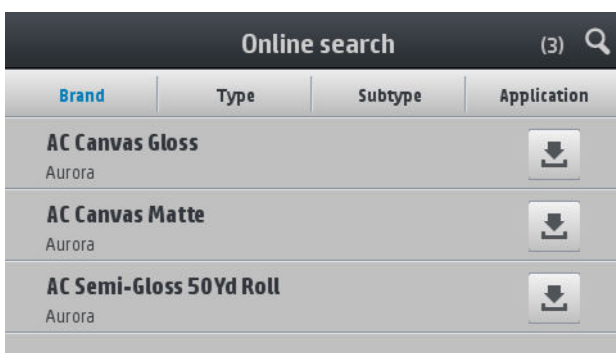 Online search (3)
Brand Type Subtype Application
AC Canvas Gloss
Aurora
AC Canvas Matte
Aurora
AC Semi-Gloss 50Yd Roll
Aurora